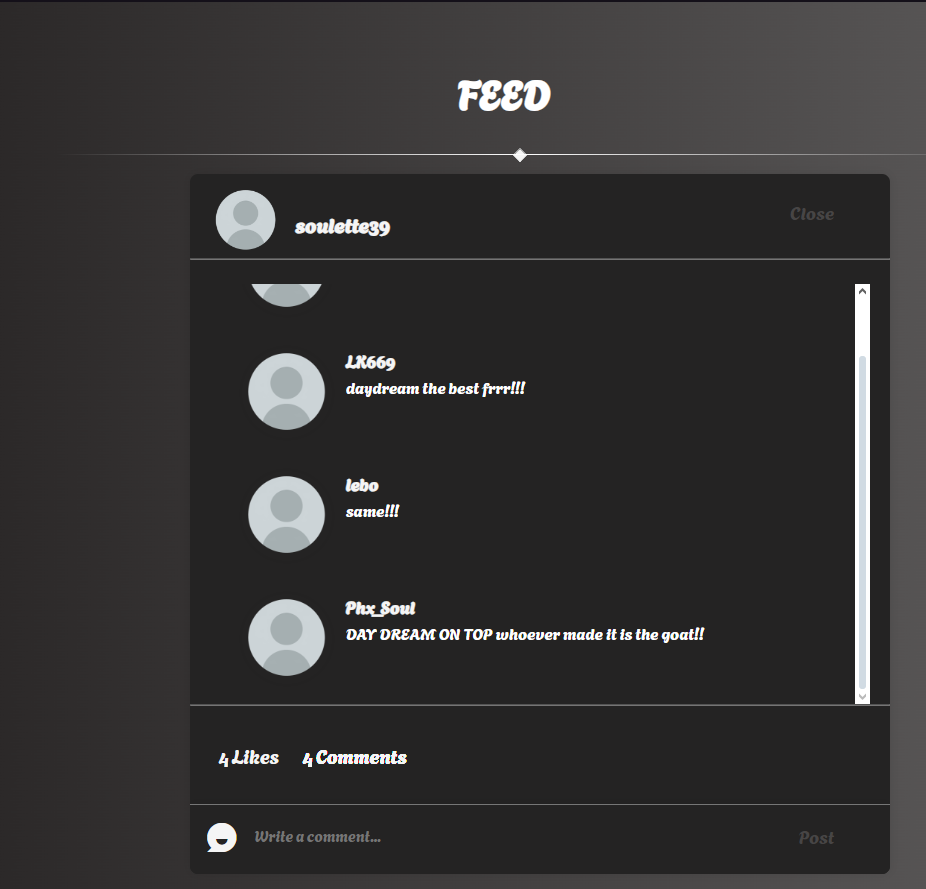 FEED
soulette39
Close
LK669
daydream the best frrr!!!
lebo
same!!!
Phx_Soul
DAY DREAM ON TOP whoever made it is the goat!!
4 Likes 4 Comments
Write a comment...
Post